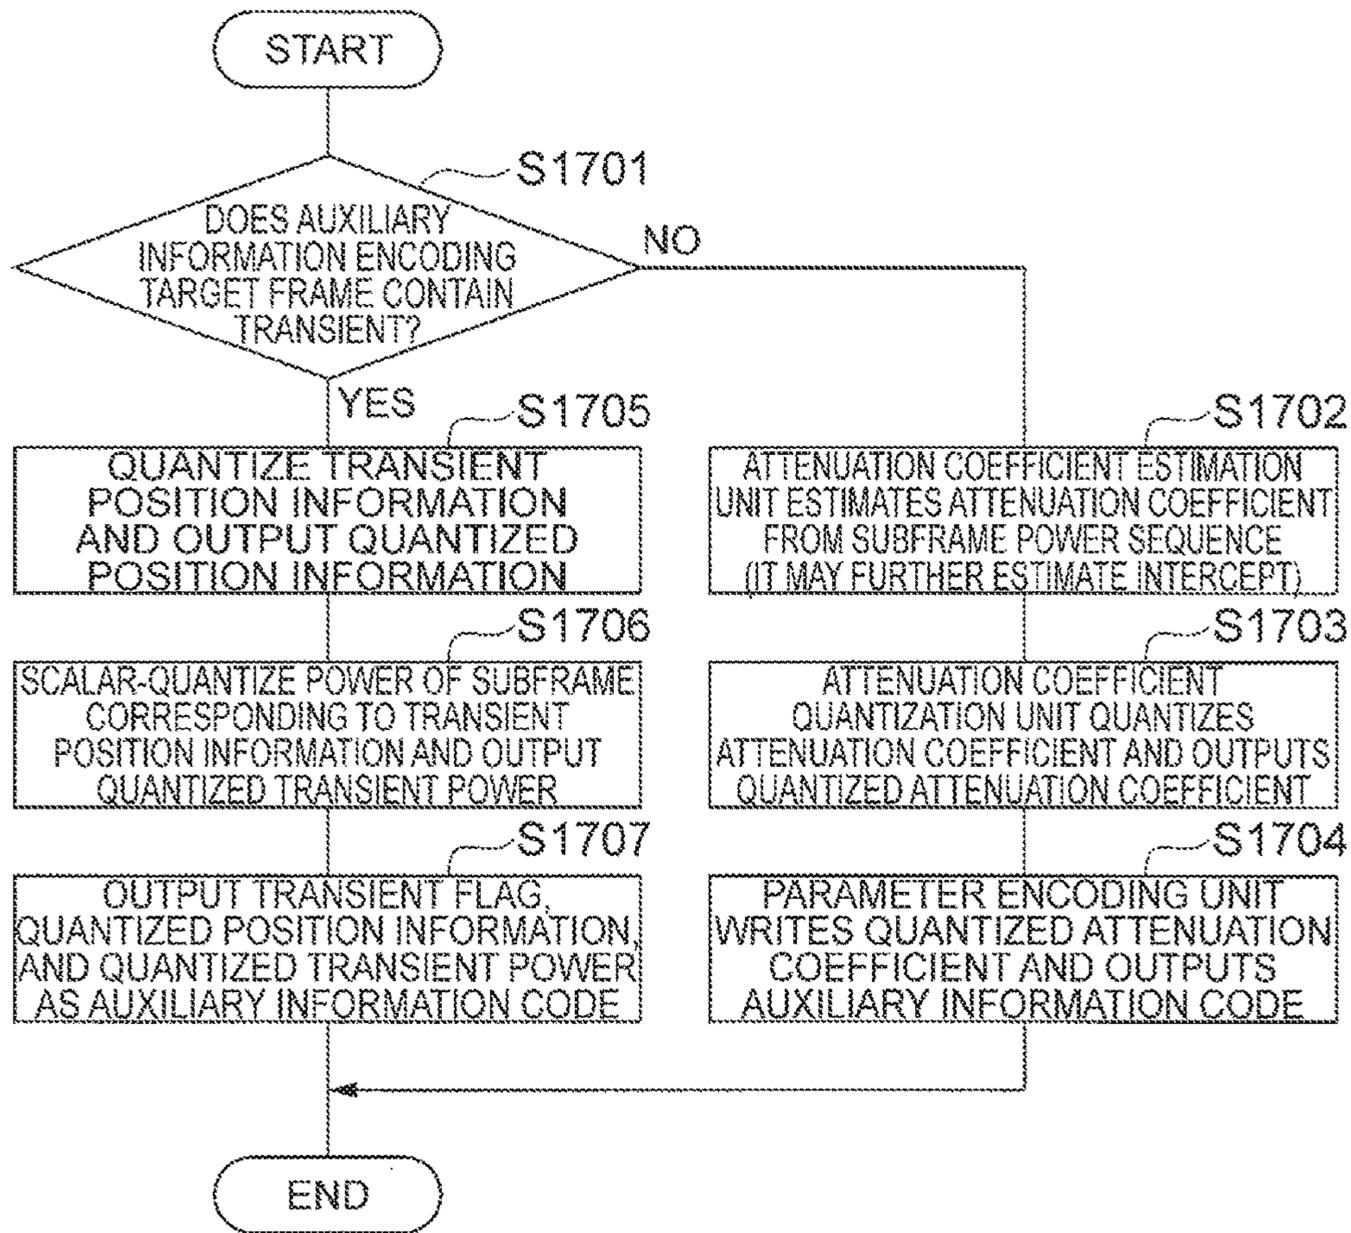 START
S1701
DOES AUXILIARY
INFORMATION ENCODING
TARGET FRAME CONTAIN
TRANSIENT?
NO
YES
S1705
QUANTIZE TRANSIENT
POSITION INFORMATION
AND OUTPUT QUANTIZED
POSITION INFORMATION
S1706
SCALAR-QUANTIZE POWER OF SUBFRAME
CORRESPONDING TO TRANSIENT
POSITION INFORMATION AND OUTPUT
QUANTIZED TRANSIENT POWER
S1707
OUTPUT TRANSIENT FLAG,
QUANTIZED POSITION INFORMATION,
AND QUANTIZED TRANSIENT POWER
AS AUXILIARY INFORMATION CODE
S1702
ATTENUATION COEFFICIENT ESTIMATION
UNIT ESTIMATES ATTENUATION COEFFICIENT
FROM SUBFRAME POWER SEQUENCE
(IT MAY FURTHER ESTIMATE INTERCEPT)
S1703
ATTENUATION COEFFICIENT
QUANTIZATION UNIT QUANTIZES
ATTENUATION COEFFICIENT AND OUTPUTS
QUANTIZED ATTENUATION COEFFICIENT
S1704
PARAMETER ENCODING UNIT
WRITES QUANTIZED ATTENUATION
COEFFICIENT AND OUTPUTS
AUXILIARY INFORMATION CODE
END